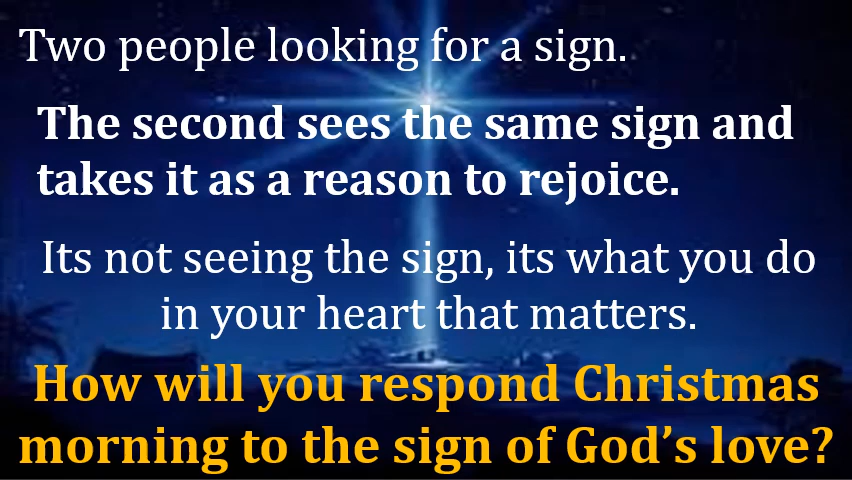 Two people looking for a sign.
The second sees the same sign and
takes it as a reason to rejoice.
Its not seeing the sign, its what you do
in your heart that matters.
How will you respond Christmas
morning to the sign of God’s love?